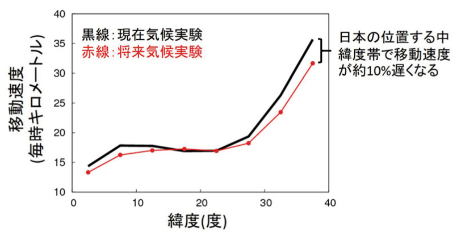 黒線：現在気候実験
赤線：将来気候実験
日本の位置する中
緯度帯で移動速度
が約10%遅くなる
移動速度
(毎時キロメートル)
40
35
30
25
20
15
10
0
10
20
30
40
緯度(度)